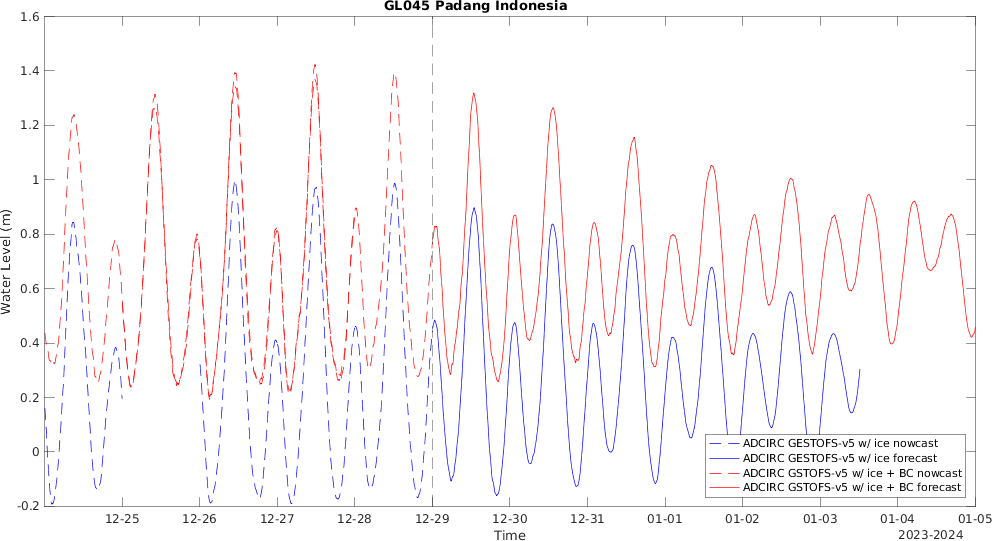 GL045 Padang Indonesia
1.6
1.4
1.2
1
0.8
0.6
0.4
0.2
0
-0.2
Water Level (m)
12-25 12-26 12-27 12-28 12-29 12-30 12-31 01-01 01-02 01-03 01-04 01-05
Time
2023-2024
ADCIRC GESTOFS-v5 w/ ice nowcast
ADCIRC GESTOFS-v5 w/ ice forecast
ADCIRC GSTOFS-v5 w/ ice + BC nowcast
ADCIRC GSTOFS-v5 w/ ice + BC forecast